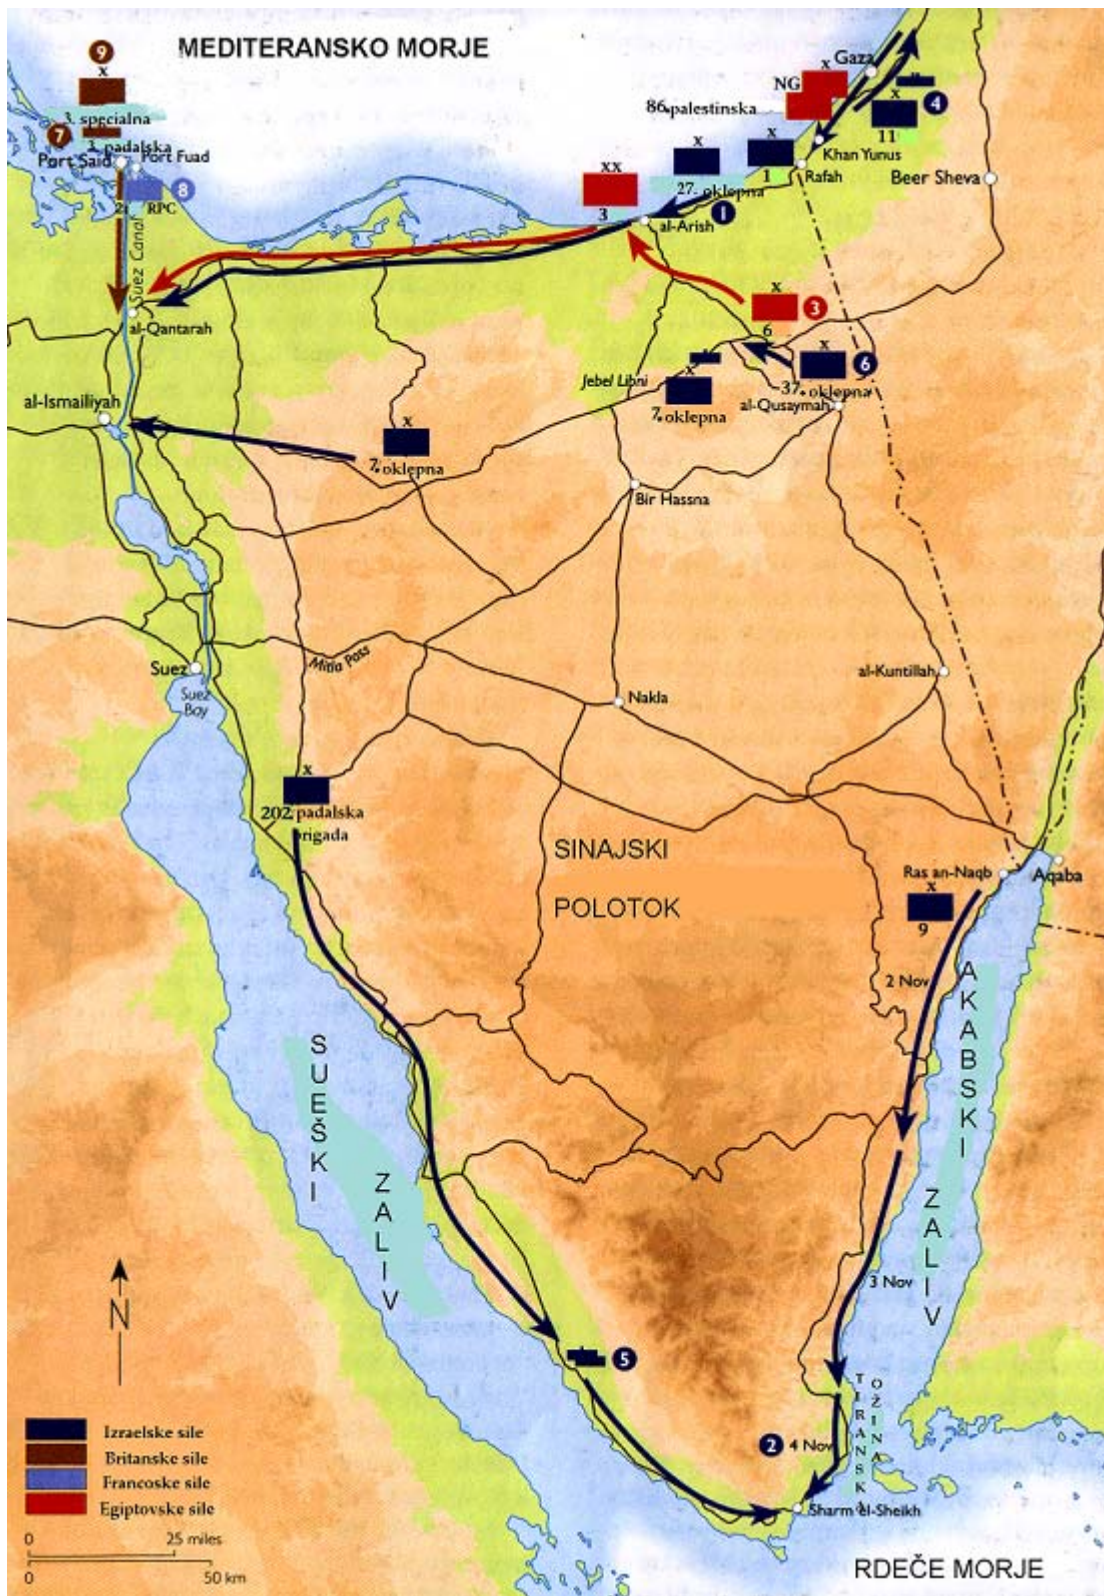 MEDITERANSKO MORJE
9
x
3. specialna
7
3. padalska
Port Said
Port Fuad
8
2.
RPC
Suez Canal
al-Qantarah
al-Ismailiyah
Gaza
x
NG
86.palestinska
x
4
11
Khan Yunus
Rafah
Beer Sheva
x
1
x
27. oklepna
1
xx
3
al-Arish
x
3
6
x
6
37. oklepna
al-Qusaymah
Jebel Libni
x
7. oklepna
x
7. oklepna
Bir Hassna
Suez
Suez
Bay
Mitla Pass
Nakla
al-Kuntillah
x
202. padalska
brigada
SINAJSKI
POLOTOK
Ras an-Naqb
Aqaba
x
9
2 Nov
AKABSKI
ZALIV
SUEŠKI
ZALIV
3 Nov
N
5
TIRANSKA
OŽINA
2
4 Nov
Sharm el-Sheikh
Izraelske sile
Britanske sile
Francoske sile
Egiptovske sile
0
25 miles
0
50 km
RDEČE MORJE